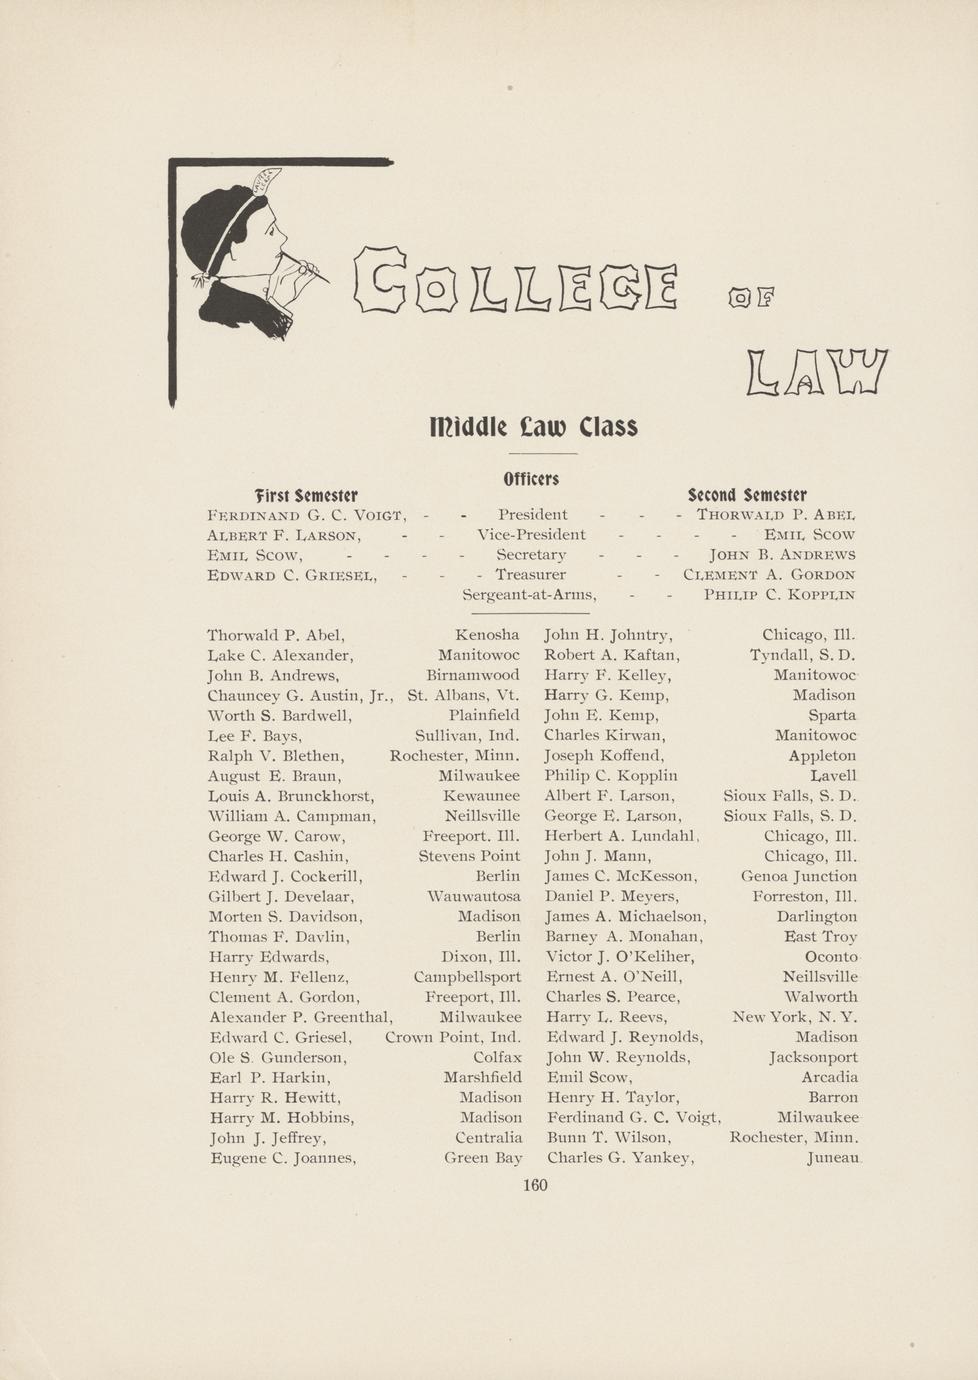 COLLEGE OF
LAW
Middle Law Class
Officers
First Semester Second Semester
FERDINAND G. C. VOIGT, - - President - - - THORWALD P. ABEL
ALBERT F. LARSON, - - Vice-President - - - - EMIL SCOW
EMIL SCOW, - - - - Secretary - - - JOHN B. ANDREWS
EDWARD C. GRIESEL, - - - Treasurer - - CLEMENT A. GORDON
Sergeant-at-Arms, - - PHILIP C. KOPPLIN
Thorwald P. Abel, Kenosha
Lake C. Alexander, Manitowoc
John B. Andrews, Birnamwood
Chauncey G. Austin, Jr., St. Albans, Vt.
Worth S. Bardwell, Plainfield
Lee F. Bays, Sullivan, Ind.
Ralph V. Blethen, Rochester, Minn.
August E. Braun, Milwaukee
Louis A. Brunckhorst, Kewaunee
William A. Campman, Neillsville
George W. Carow, Freeport. Ill.
Charles H. Cashin, Stevens Point
Edward J. Cockerill, Berlin
Gilbert J. Develaar, Wauwautosa
Morten S. Davidson, Madison
Thomas F. Davlin, Berlin
Harry Edwards, Dixon, Ill.
Henry M. Fellenz, Campbellsport
Clement A. Gordon, Freeport, Ill.
Alexander P. Greenthal, Milwaukee
Edward C. Griesel, Crown Point, Ind.
Ole S. Gunderson, Colfax
Earl P. Harkin, Marshfield
Harry R. Hewitt, Madison
Harry M. Hobbins, Madison
John J. Jeffrey, Centralia
Eugene C. Joannes, Green Bay
John H. Johntry, Chicago, Ill.
Robert A. Kaftan, Tyndall, S. D.
Harry F. Kelley, Manitowoc
Harry G. Kemp, Madison
John E. Kemp, Sparta
Charles Kirwan, Manitowoc
Joseph Koffend, Appleton
Philip C. Kopplin Lavell
Albert F. Larson, Sioux Falls, S. D.
George E. Larson, Sioux Falls, S. D.
Herbert A. Lundahl, Chicago, Ill.
John J. Mann, Chicago, Ill.
James C. McKesson, Genoa Junction
Daniel P. Meyers, Forreston, Ill.
James A. Michaelson, Darlington
Barney A. Monahan, East Troy
Victor J. O'Keliher, Oconto
Ernest A. O'Neill, Neillsville
Charles S. Pearce, Walworth
Harry L. Reevs, New York, N. Y.
Edward J. Reynolds, Madison
John W. Reynolds, Jacksonport
Emil Scow, Arcadia
Henry H. Taylor, Barron
Ferdinand G. C. Voigt, Milwaukee
Bunn T. Wilson, Rochester, Minn.
Charles G. Yankey, Juneau
160